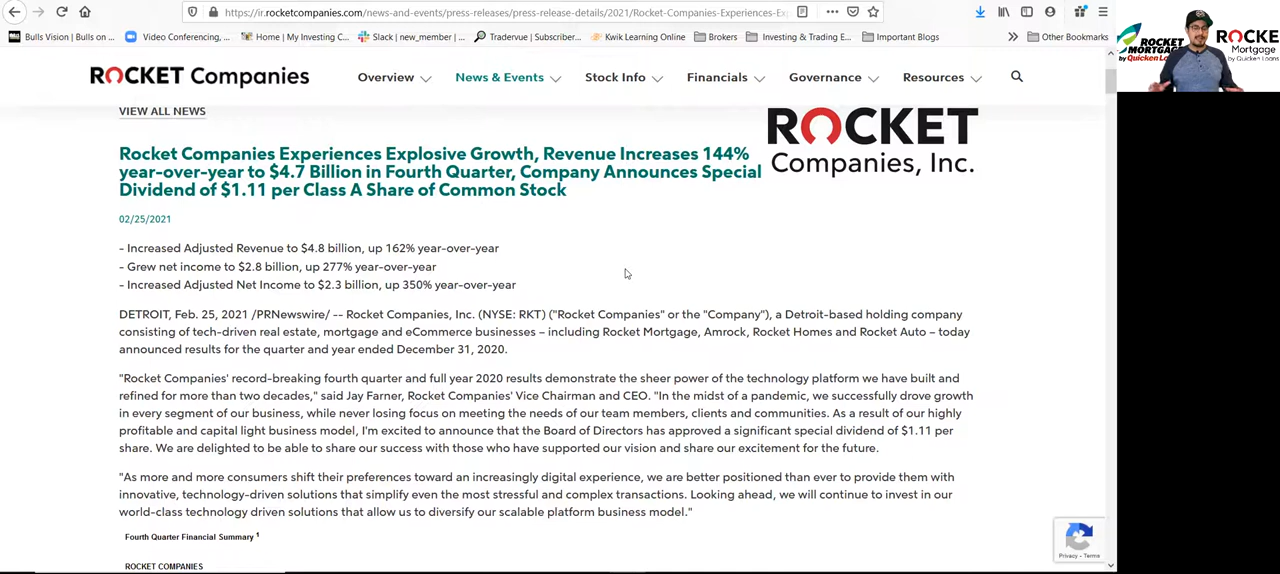 https://ir.rocketcompanies.com/news-and-events/press-releases/press-release-details/2021/Rocket-Companies-Experiences-Ex
Bulls Vision | Bulls on ... Video Conferencing, ... Home | My Investing C... Slack | new_member | ... Tradervue | Subscriber... Kwik Learning Online Brokers Investing & Trading E... Important Blogs Other Bookmarks
ROCKET Companies Overview News & Events Stock Info Financials Governance Resources
ROCKET
MORTGAGE
by Quicken Loans
ROCKE
Mortgage
by Quicken Loans
VIEW ALL NEWS
ROCKET
Companies, Inc.
Rocket Companies Experiences Explosive Growth, Revenue Increases 144%
year-over-year to $4.7 Billion in Fourth Quarter, Company Announces Special
Dividend of $1.11 per Class A Share of Common Stock
02/25/2021
- Increased Adjusted Revenue to $4.8 billion, up 162% year-over-year
- Grew net income to $2.8 billion, up 277% year-over-year
- Increased Adjusted Net Income to $2.3 billion, up 350% year-over-year
DETROIT, Feb. 25, 2021 /PRNewswire/ -- Rocket Companies, Inc. (NYSE: RKT) ("Rocket Companies" or the "Company"), a Detroit-based holding company
consisting of tech-driven real estate, mortgage and eCommerce businesses – including Rocket Mortgage, Amrock, Rocket Homes and Rocket Auto – today
announced results for the quarter and year ended December 31, 2020.
"Rocket Companies' record-breaking fourth quarter and full year 2020 results demonstrate the sheer power of the technology platform we have built and
refined for more than two decades," said Jay Farner, Rocket Companies' Vice Chairman and CEO. "In the midst of a pandemic, we successfully drove growth
in every segment of our business, while never losing focus on meeting the needs of our team members, clients and communities. As a result of our highly
profitable and capital light business model, I'm excited to announce that the Board of Directors has approved a significant special dividend of $1.11 per
share. We are delighted to be able to share our success with those who have supported our vision and share our excitement for the future.
"As more and more consumers shift their preferences toward an increasingly digital experience, we are better positioned than ever to provide them with
innovative, technology-driven solutions that simplify even the most stressful and complex transactions. Looking ahead, we will continue to invest in our
world-class technology driven solutions that allow us to diversify our scalable platform business model."
Fourth Quarter Financial Summary 1
ROCKET COMPANIES
Privacy - Terms